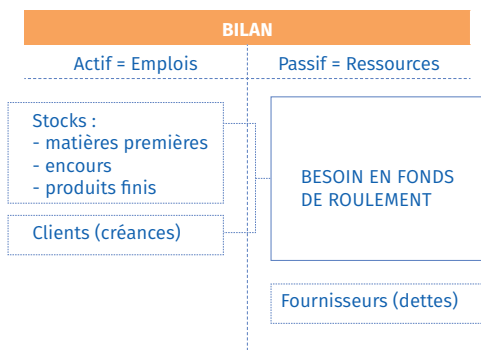 BILAN
Actif = Emplois
Passif = Ressources
Stocks :
- matières premières
- encours
- produits finis
Clients (créances)
BESOIN EN FONDS
DE ROULEMENT
Fournisseurs (dettes)